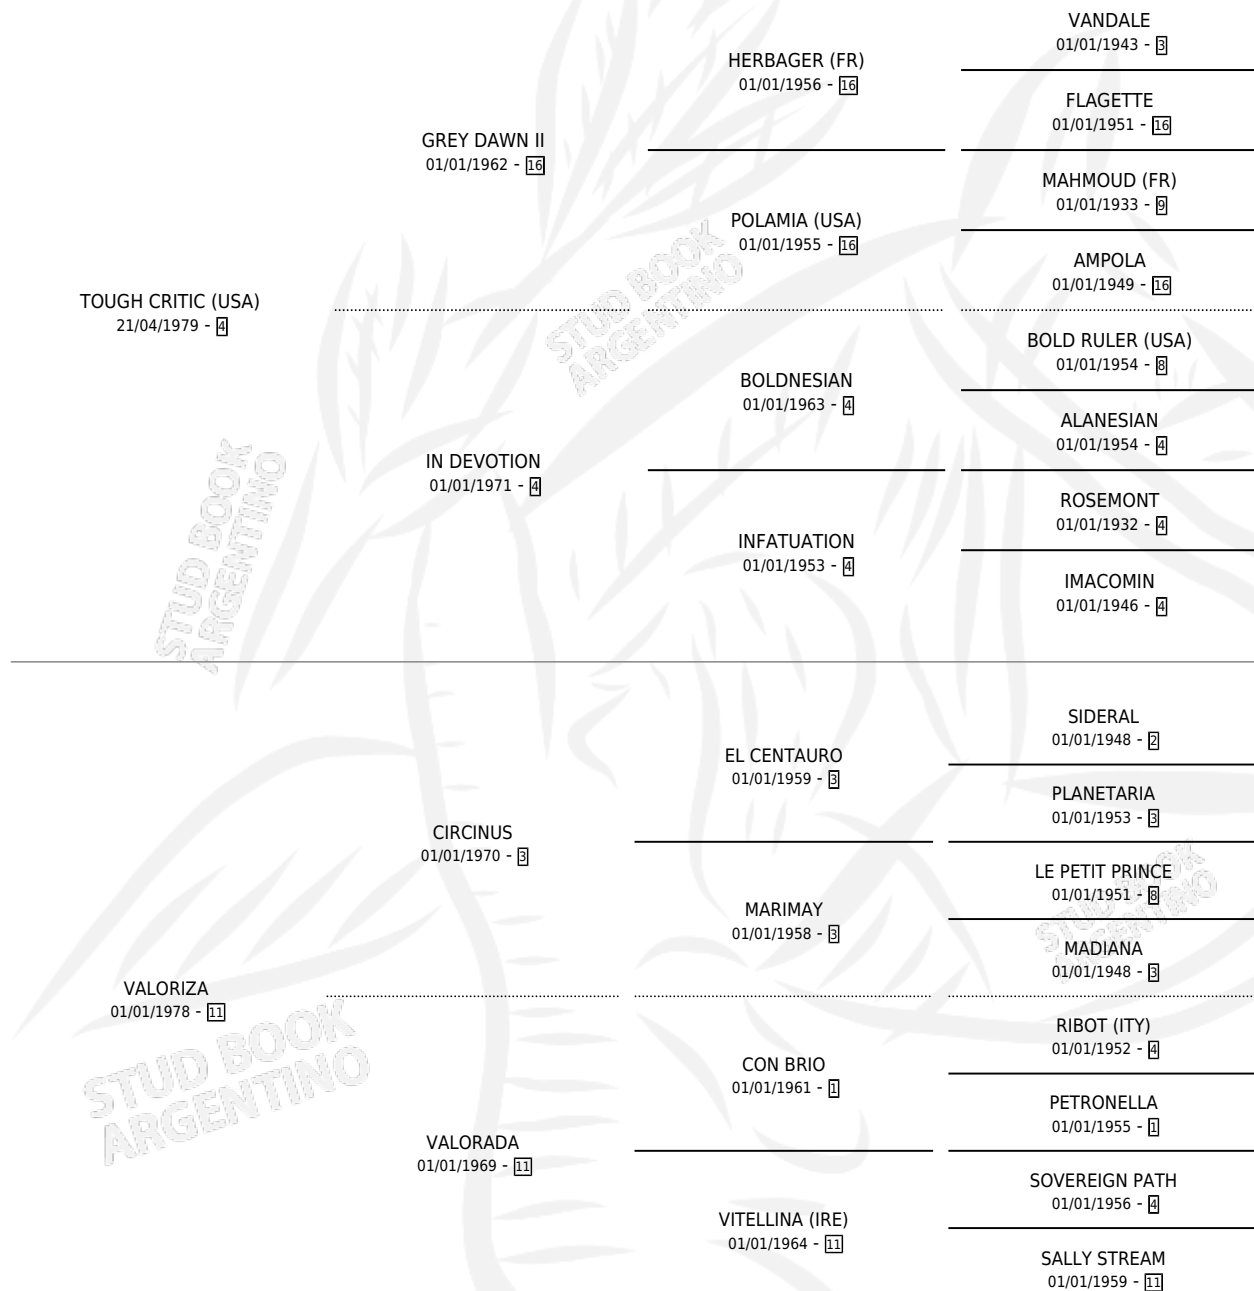 VANDALE
01/01/1943 - 3
HERBAGER (FR)
01/01/1956 - 16
FLAGETTE
01/01/1951 - 16
GREY DAWN II
01/01/1962 - 16
MAHMOUD (FR)
01/01/1933 - 9
POLAMIA (USA)
01/01/1955 - 16
AMPOLA
01/01/1949 - 16
STUD BOOK
ARGENTINO
TOUGH CRITIC (USA)
21/04/1979 - 4
BOLD RULER (USA)
01/01/1954 - 8
BOLDNESIAN
01/01/1963 - 4
ALANESIAN
01/01/1954 - 4
IN DEVOTION
01/01/1971 - 4
ROSEMONT
01/01/1932 - 4
INFATUATION
01/01/1953 - 4
IMACOMIN
01/01/1946 - 4
STUD BOOK
ARGENTINO
SIDERAL
01/01/1948 - 2
EL CENTAURO
01/01/1959 - 3
PLANETARIA
01/01/1953 - 3
CIRCINUS
01/01/1970 - 3
LE PETIT PRINCE
01/01/1951 - 8
MARIMAY
01/01/1958 - 3
MADIANA
01/01/1948 - 3
STUD BOOK
ARGENTINO
VALORIZA
01/01/1978 - 11
RIBOT (ITY)
01/01/1952 - 4
CON BRIO
01/01/1961 - 1
PETRONELLA
01/01/1955 - 1
STUD BOOK
ARGENTINO
VALORADA
01/01/1969 - 11
SOVEREIGN PATH
01/01/1956 - 4
VITELLINA (IRE)
01/01/1964 - 11
SALLY STREAM
01/01/1959 - 11